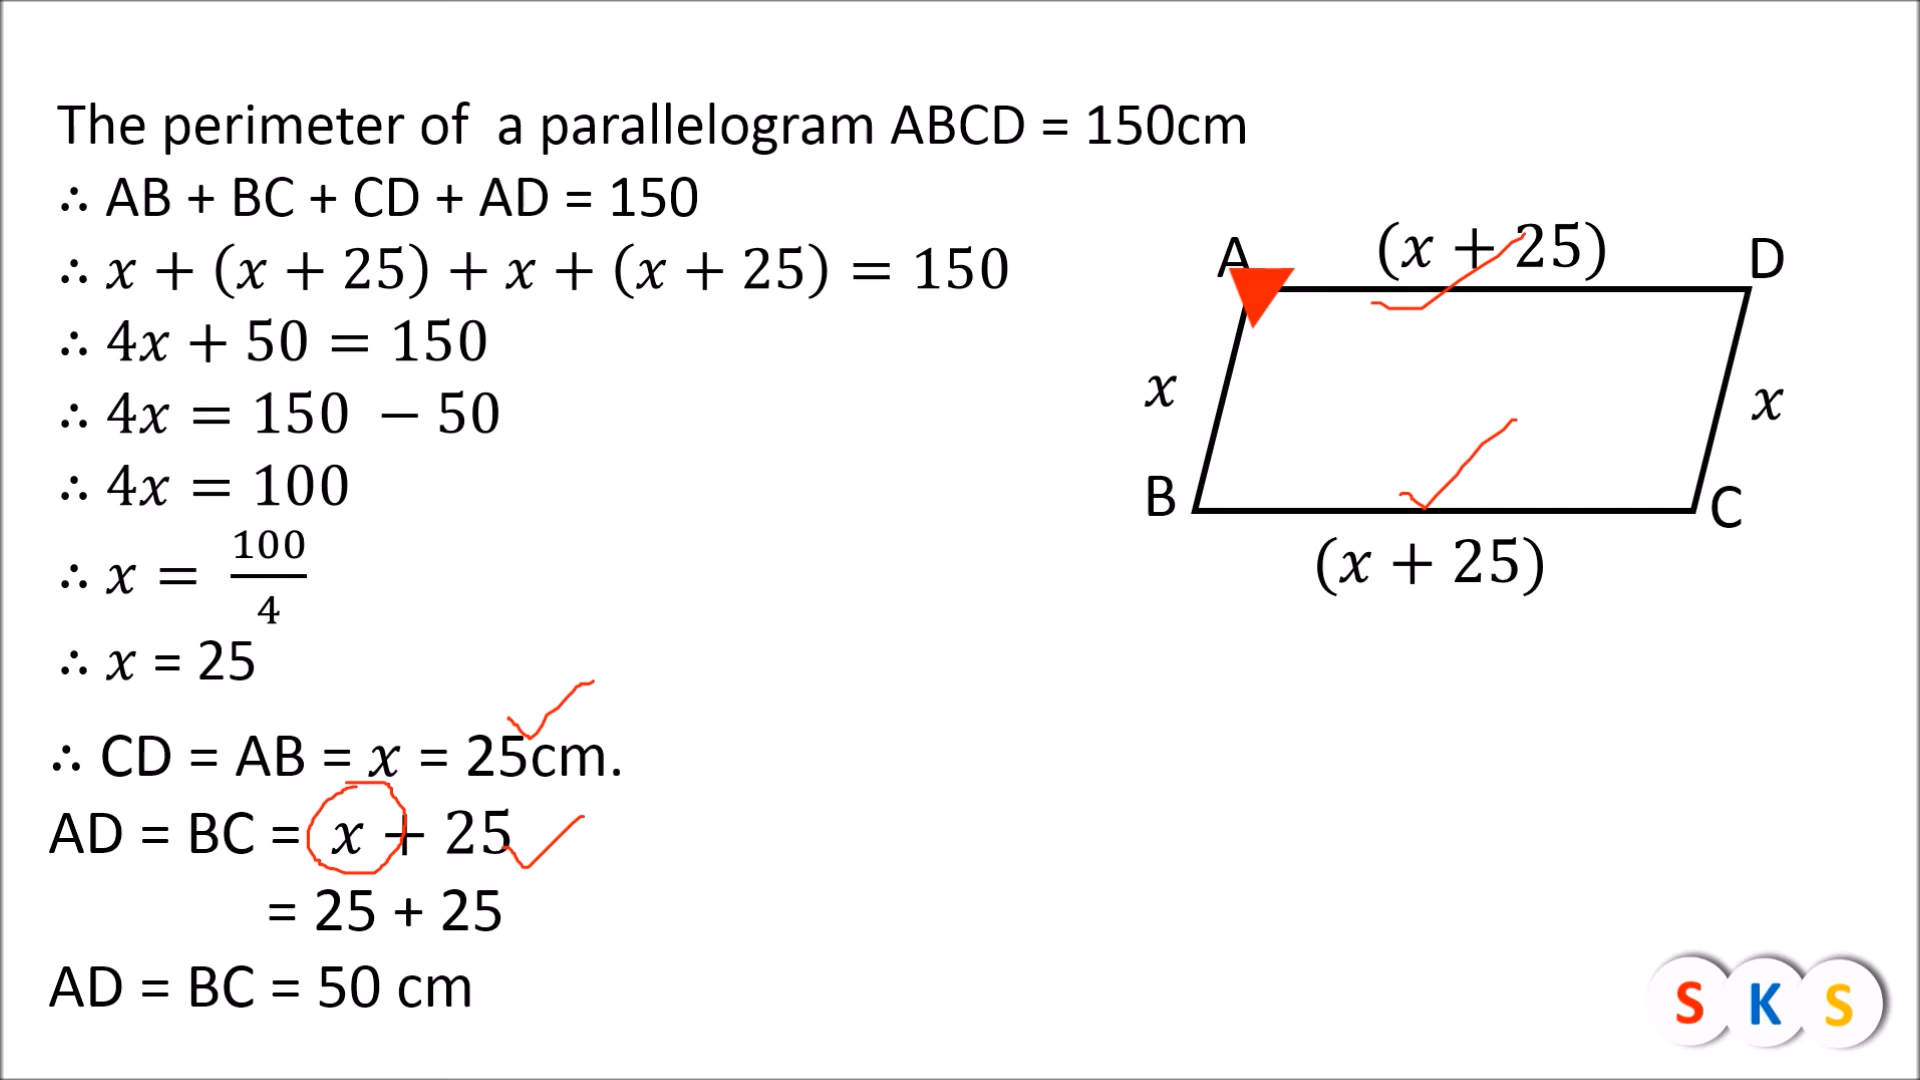 The perimeter of a parallelogram ABCD = 150cm
∴ AB + BC + CD + AD = 150
∴ x + (x + 25) + x + (x + 25) = 150
∴ 4x + 50 = 150
∴ 4x = 150 − 50
∴ 4x = 100
∴ x = 100/4
∴ x = 25
∴ CD = AB = x = 25cm.
AD = BC = x + 25
= 25 + 25
AD = BC = 50 cm
A (x + 25) D
x x
B C
(x + 25)
S K S